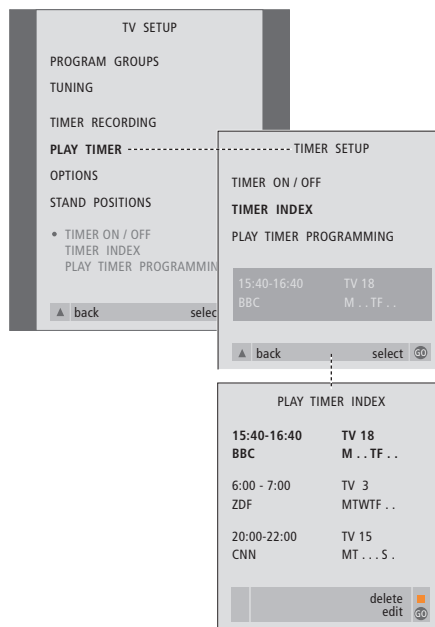 TV SETUP
PROGRAM GROUPS
TUNING
TIMER RECORDING
PLAY TIMER
OPTIONS
STAND POSITIONS
• TIMER ON / OFF
TIMER INDEX
PLAY TIMER PROGRAMMIN
▲ back selec
TIMER SETUP
TIMER ON / OFF
TIMER INDEX
PLAY TIMER PROGRAMMING
15:40-16:40 TV 18
BBC M . . TF . .
▲ back select GO
PLAY TIMER INDEX
15:40-16:40 TV 18
BBC M . . TF . .
6:00 - 7:00 TV 3
ZDF MTWTF . .
20:00-22:00 TV 15
CNN MT . . . S .
delete
edit GO